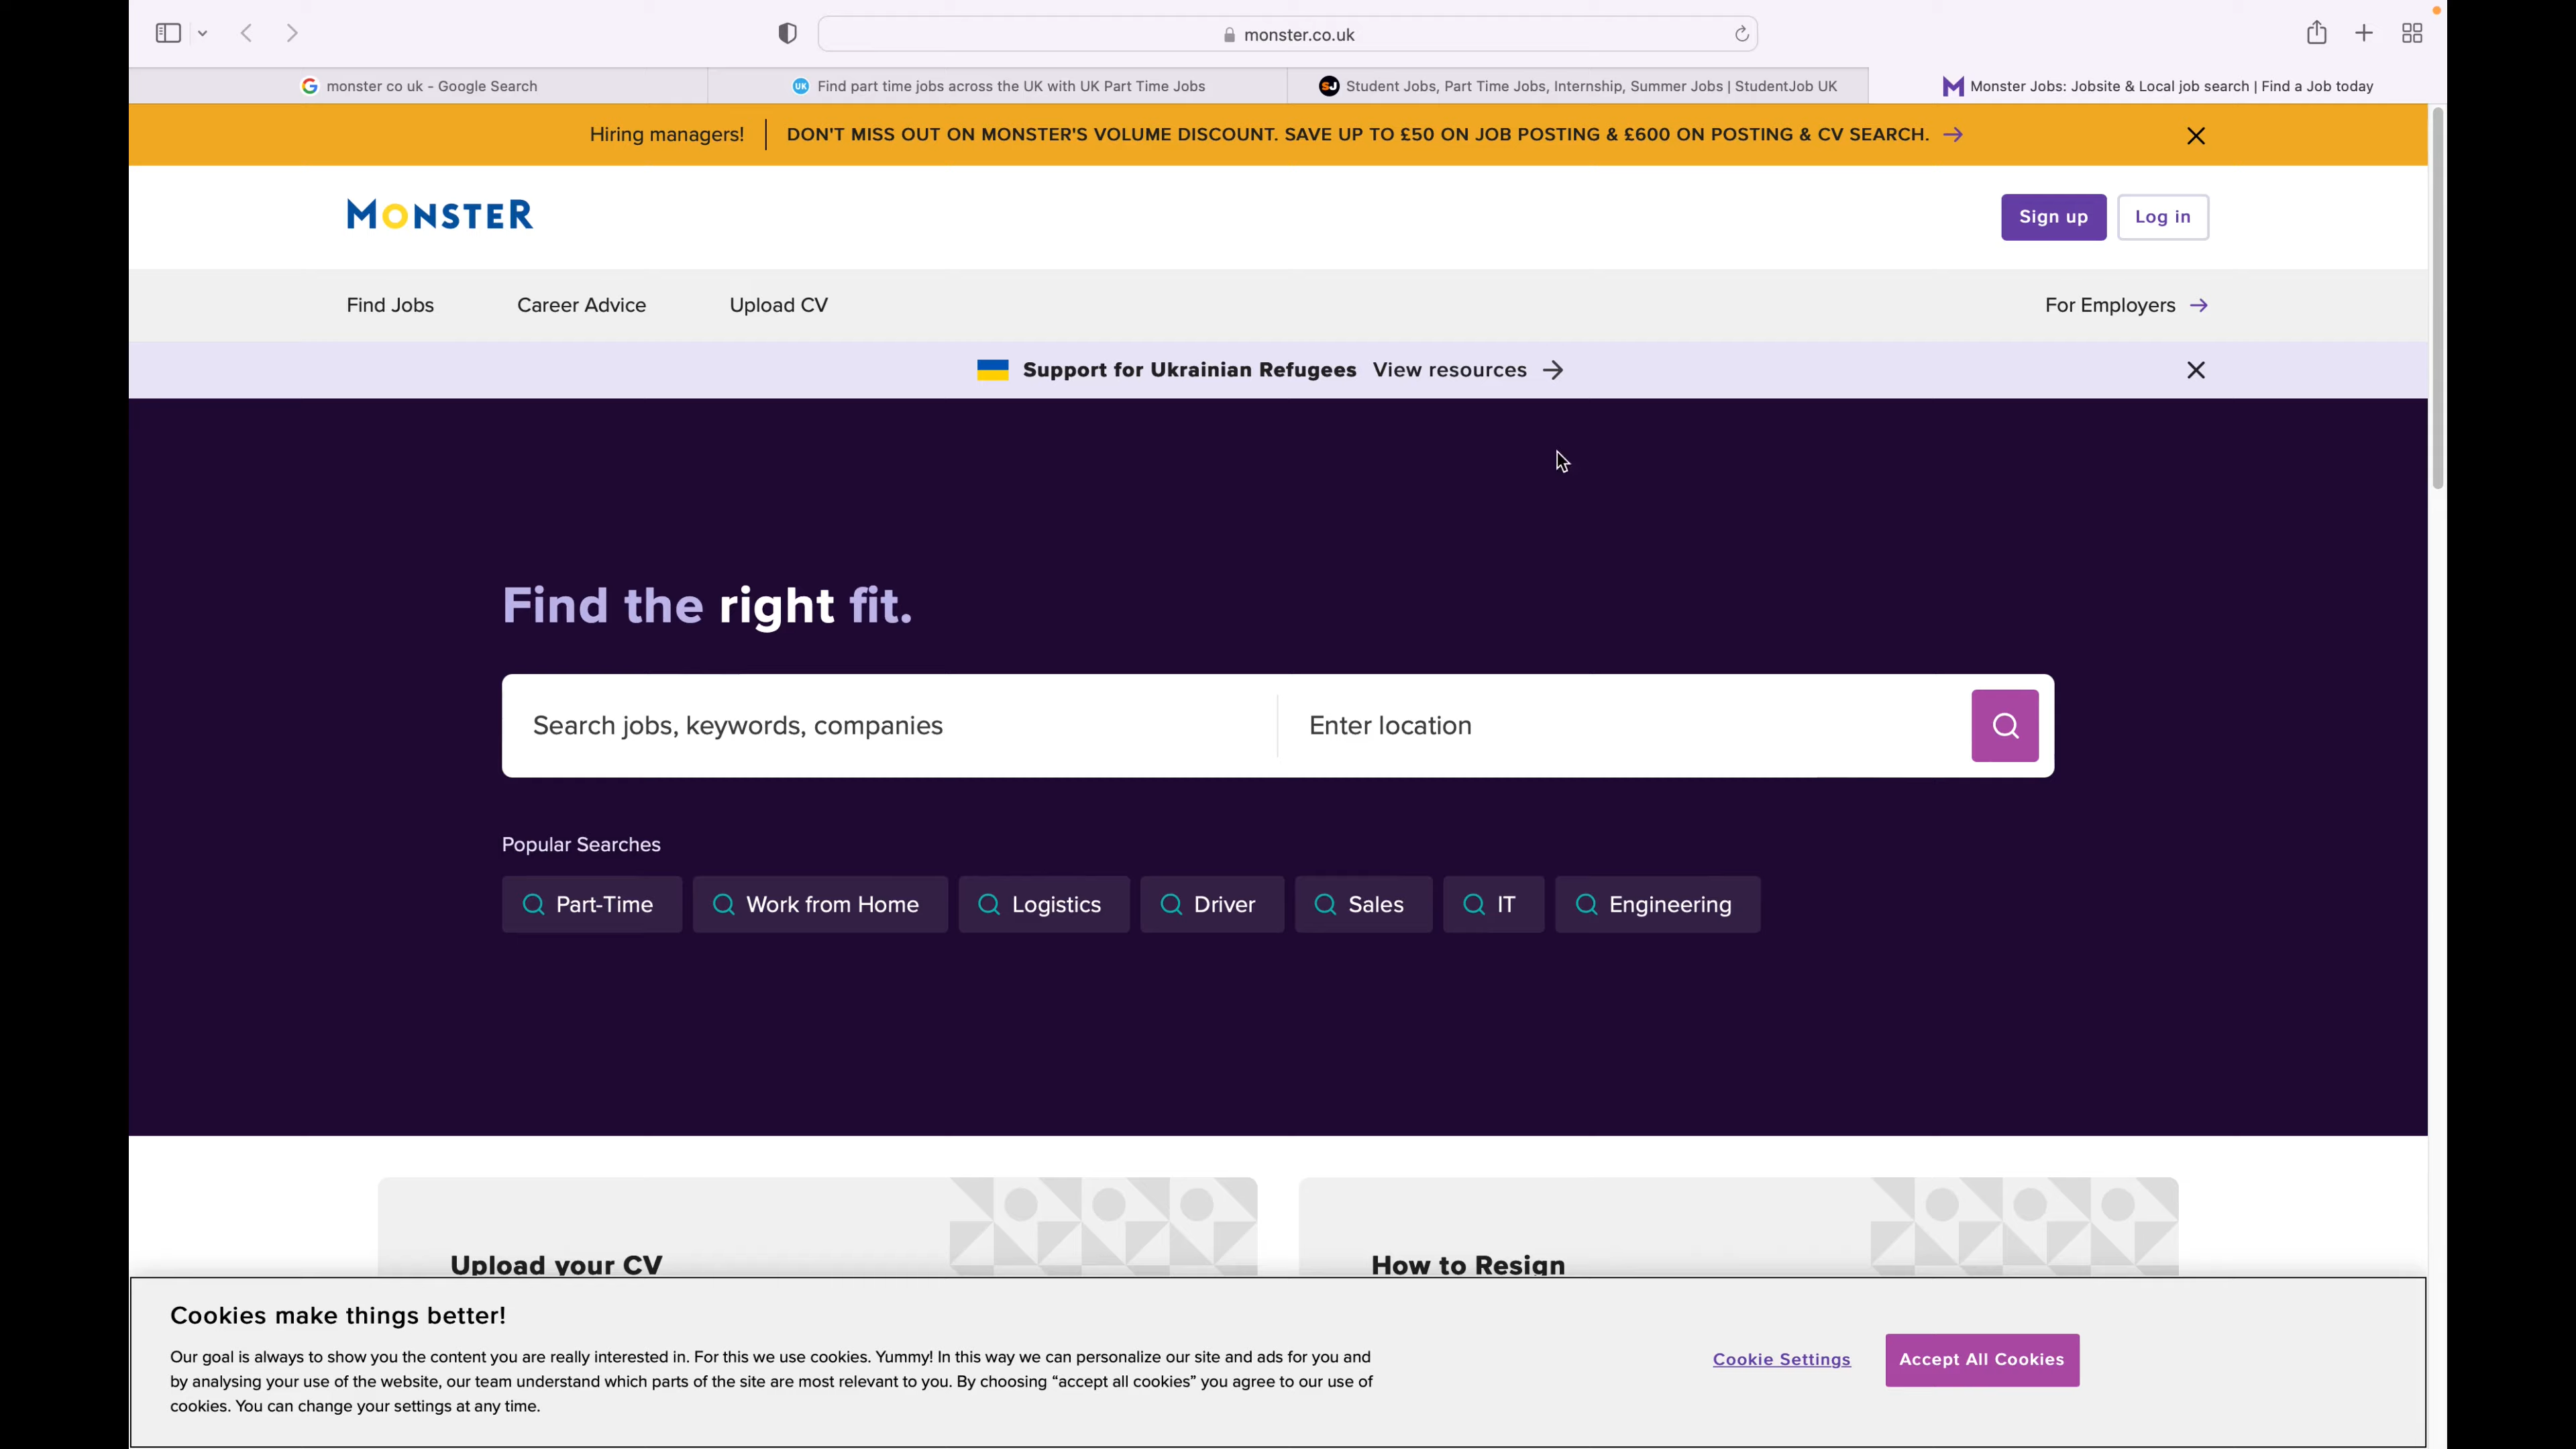 monster.co.uk
monster co uk - Google Search
Find part time jobs across the UK with UK Part Time Jobs
Student Jobs, Part Time Jobs, Internship, Summer Jobs | StudentJob UK
Monster Jobs: Jobsite & Local job search | Find a Job today
Hiring managers!
DON'T MISS OUT ON MONSTER'S VOLUME DISCOUNT. SAVE UP TO £50 ON JOB POSTING & £600 ON POSTING & CV SEARCH.
MONSTER
Sign up
Log in
Find Jobs
Career Advice
Upload CV
For Employers
Support for Ukrainian Refugees View resources
Find the right fit.
Search jobs, keywords, companies
Enter location
Popular Searches
Part-Time
Work from Home
Logistics
Driver
Sales
IT
Engineering
Upload your CV
How to Resign
Cookies make things better!
Our goal is always to show you the content you are really interested in. For this we use cookies. Yummy! In this way we can personalize our site and ads for you and
by analysing your use of the website, our team understand which parts of the site are most relevant to you. By choosing “accept all cookies” you agree to our use of
cookies. You can change your settings at any time.
Cookie Settings
Accept All Cookies